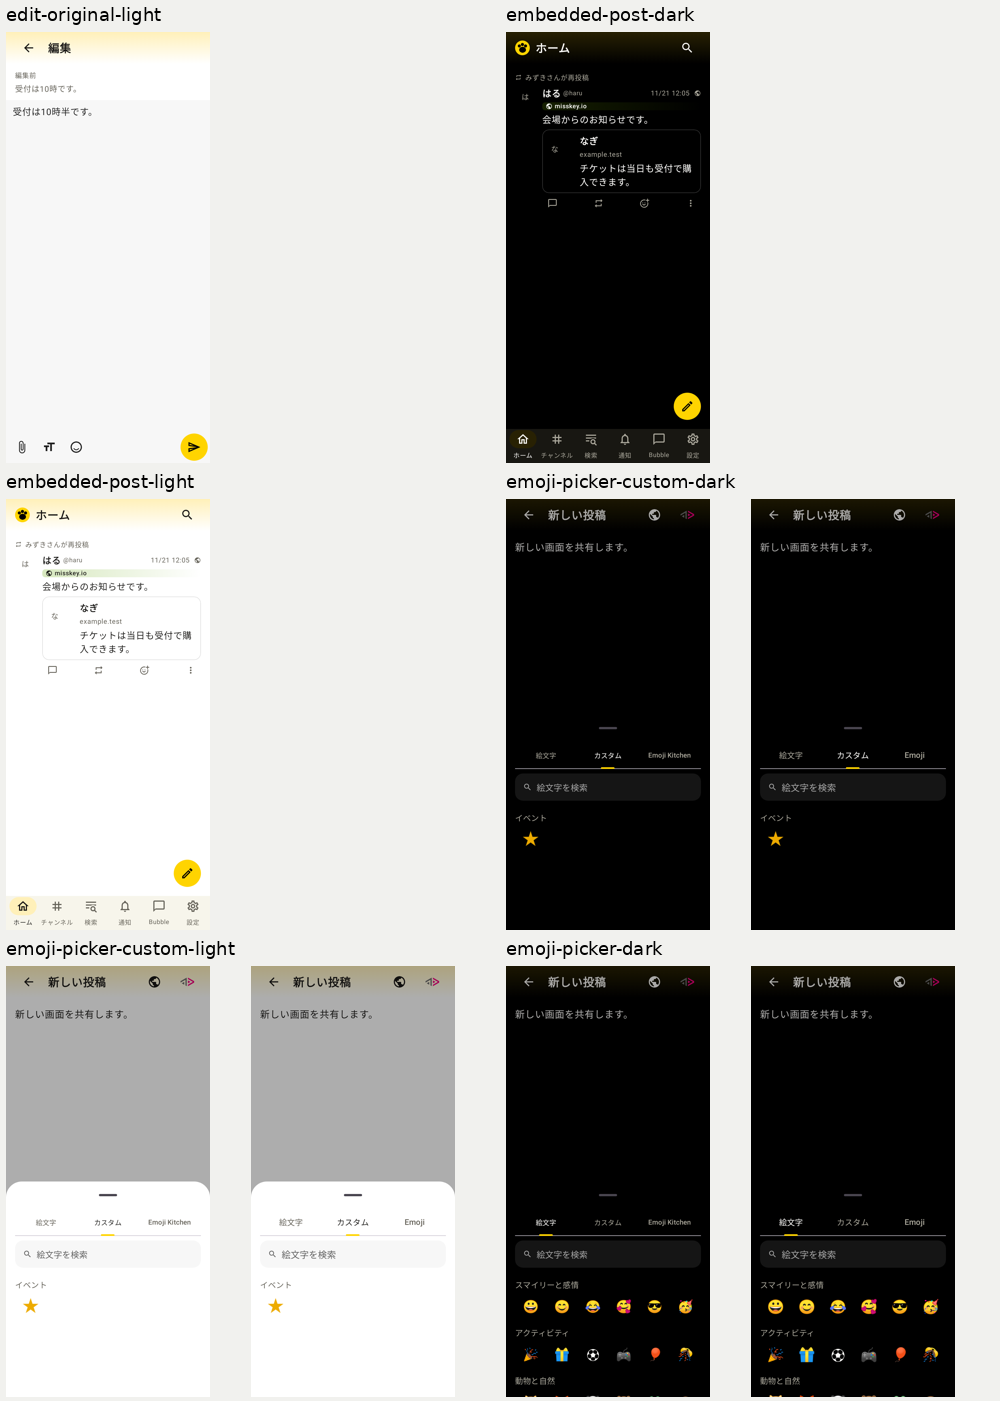 edit-original-light
編集
編集前
受付は10時です。
受付は10時半です。
embedded-post-dark
ホーム
みずきさんが再投稿
はる @haru 11/21 12:05
misskey.io
会場からのお知らせです。
なぎ
example.test
チケットは当日も受付で購
入できます。
ホーム チャンネル 検索 通知 Bubble 設定
embedded-post-light
ホーム
みずきさんが再投稿
はる @haru 11/21 12:05
misskey.io
会場からのお知らせです。
なぎ
example.test
チケットは当日も受付で購
入できます。
ホーム チャンネル 検索 通知 Bubble 設定
emoji-picker-custom-dark
新しい投稿
新しい画面を共有します。
絵文字 カスタム Emoji Kitchen
絵文字を検索
イベント
新しい投稿
新しい画面を共有します。
絵文字 カスタム Emoji
絵文字を検索
イベント
emoji-picker-custom-light
新しい投稿
新しい画面を共有します。
絵文字 カスタム Emoji Kitchen
絵文字を検索
イベント
新しい投稿
新しい画面を共有します。
絵文字 カスタム Emoji
絵文字を検索
イベント
emoji-picker-dark
新しい投稿
新しい画面を共有します。
絵文字 カスタム Emoji Kitchen
絵文字を検索
スマイリーと感情
アクティビティ
動物と自然
新しい投稿
新しい画面を共有します。
絵文字 カスタム Emoji
絵文字を検索
スマイリーと感情
アクティビティ
動物と自然